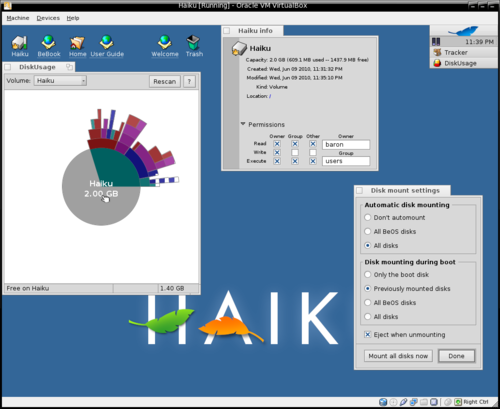 Haiku [Running] - Oracle VM VirtualBox
Machine Devices Help
Haiku BeBook Home User Guide Welcome Trash
DiskUsage
Volume: Haiku Rescan ?
Haiku
2.00 GB
Free on Haiku 1.40 GB
Haiku info
Haiku
Capacity: 2.0 GB (609.1 MB used -- 1437.9 MB free)
Created: Wed, Jun 09 2010, 11:31:32 PM
Modified: Wed, Jun 09 2010, 11:35:10 PM
Kind: Volume
Location: /
Permissions
Owner Group Other Owner
Read baron
Write Group
Execute users
11:39 PM
Tracker
DiskUsage
Disk mount settings
Automatic disk mounting
Don't automount
All BeOS disks
All disks
Disk mounting during boot
Only the boot disk
Previously mounted disks
All BeOS disks
All disks
Eject when unmounting
Mount all disks now Done
HAIK
Right Ctrl